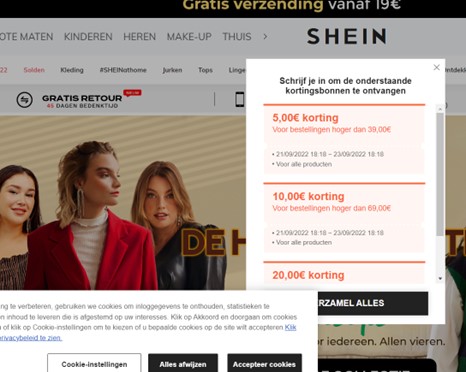 Gratis verzending vanaf 19€
OTE MATEN KINDEREN HEREN MAKE-UP THUIS >
SHEIN
22 Solden Kleding #SHEINathome Jurken Tops Linge
GRATIS RETOUR
45 DAGEN BEDENKTIJD
Schrijf je in om de onderstaande
kortingsbonnen te ontvangen
5,00€ korting
Voor bestellingen hoger dan 39,00€
• 21/09/2022 18:18 – 23/09/2022 18:18
• Voor alle producten
10,00€ korting
Voor bestellingen hoger dan 69,00€
• 21/09/2022 18:18 – 23/09/2022 18:18
• Voor alle producten
20,00€ korting
RZAMEL ALLES
DE H
ng te verbeteren, gebruiken we cookies om inloggegevens te onthouden, statistieken te
n inhoud te leveren die is afgestemd op uw interesses. Klik op Akkoord en doorgaan om cookies
of klik op Cookie-instellingen om te kiezen of u bepaalde cookies op de site wilt accepteren Klik
rivacybeleid te zien.
or iedereen. Allen vieren.
Cookie-instellingen Alles afwijzen Accepteer cookies